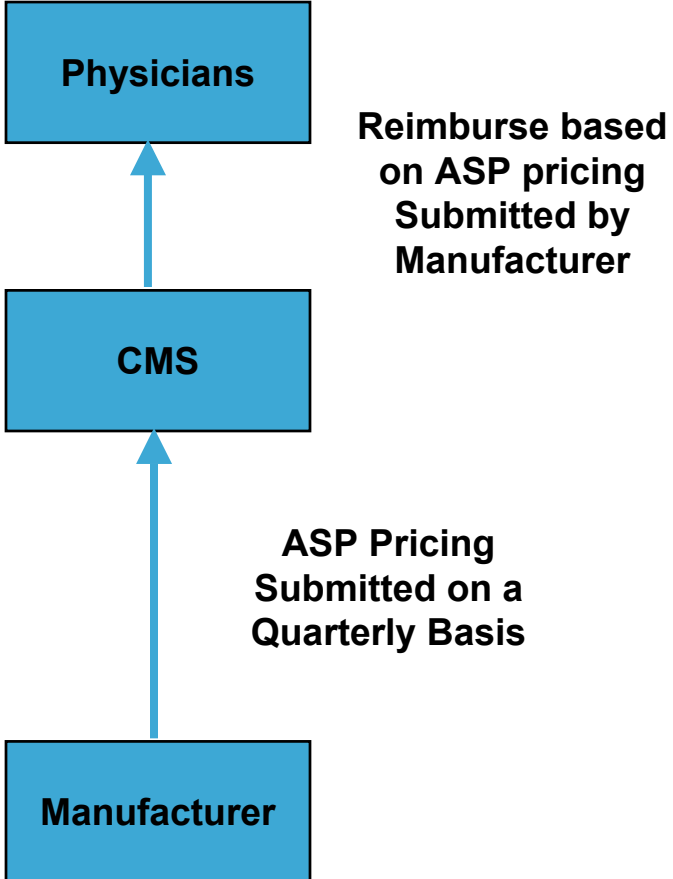 Physicians
Reimburse based
on ASP pricing
Submitted by
Manufacturer
CMS
ASP Pricing
Submitted on a
Quarterly Basis
Manufacturer